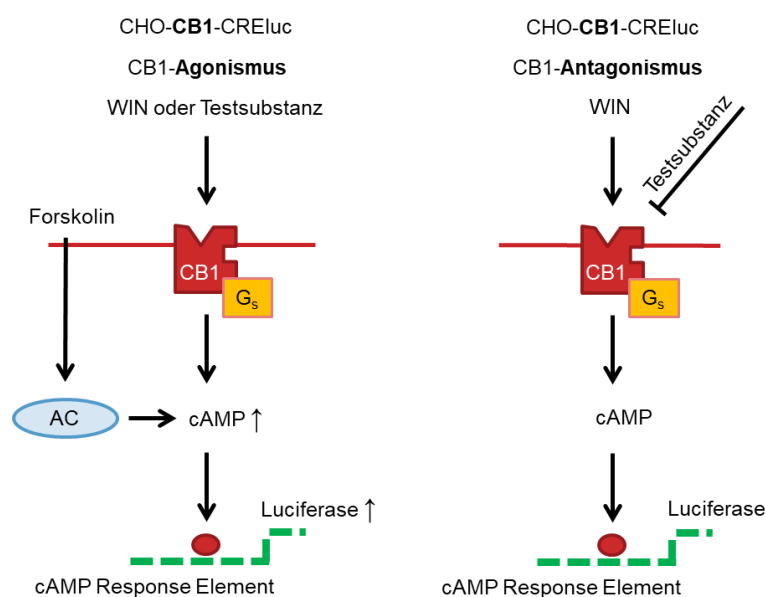 CHO-CB1-CREluc
CB1-Agonismus
WIN oder Testsubstanz
Forskolin
CB1
Gs
AC
cAMP ↑
Luciferase ↑
cAMP Response Element
CHO-CB1-CREluc
CB1-Antagonismus
WIN
Testsubstanz
CB1
Gs
cAMP
Luciferase
cAMP Response Element